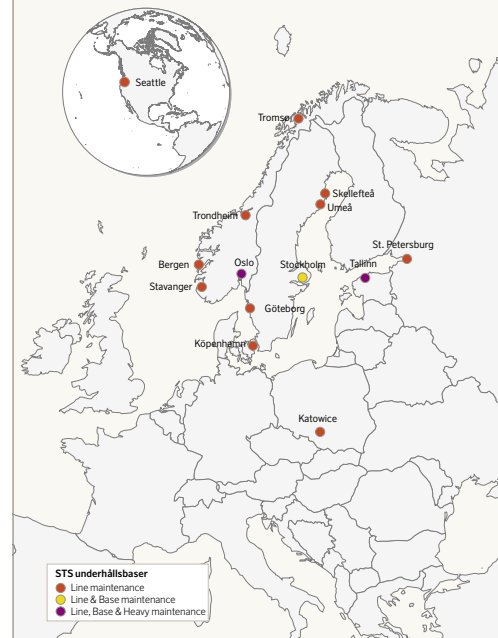 Seattle
Tromsø
Skellefteå
Umeå
Trondheim
St. Petersburg
Bergen
Oslo
Stockholm
Tallinn
Stavanger
Göteborg
Köpenhamn
Katowice
STS underhållsbaser
Line maintenance
Line & Base maintenance
Line, Base & Heavy maintenance